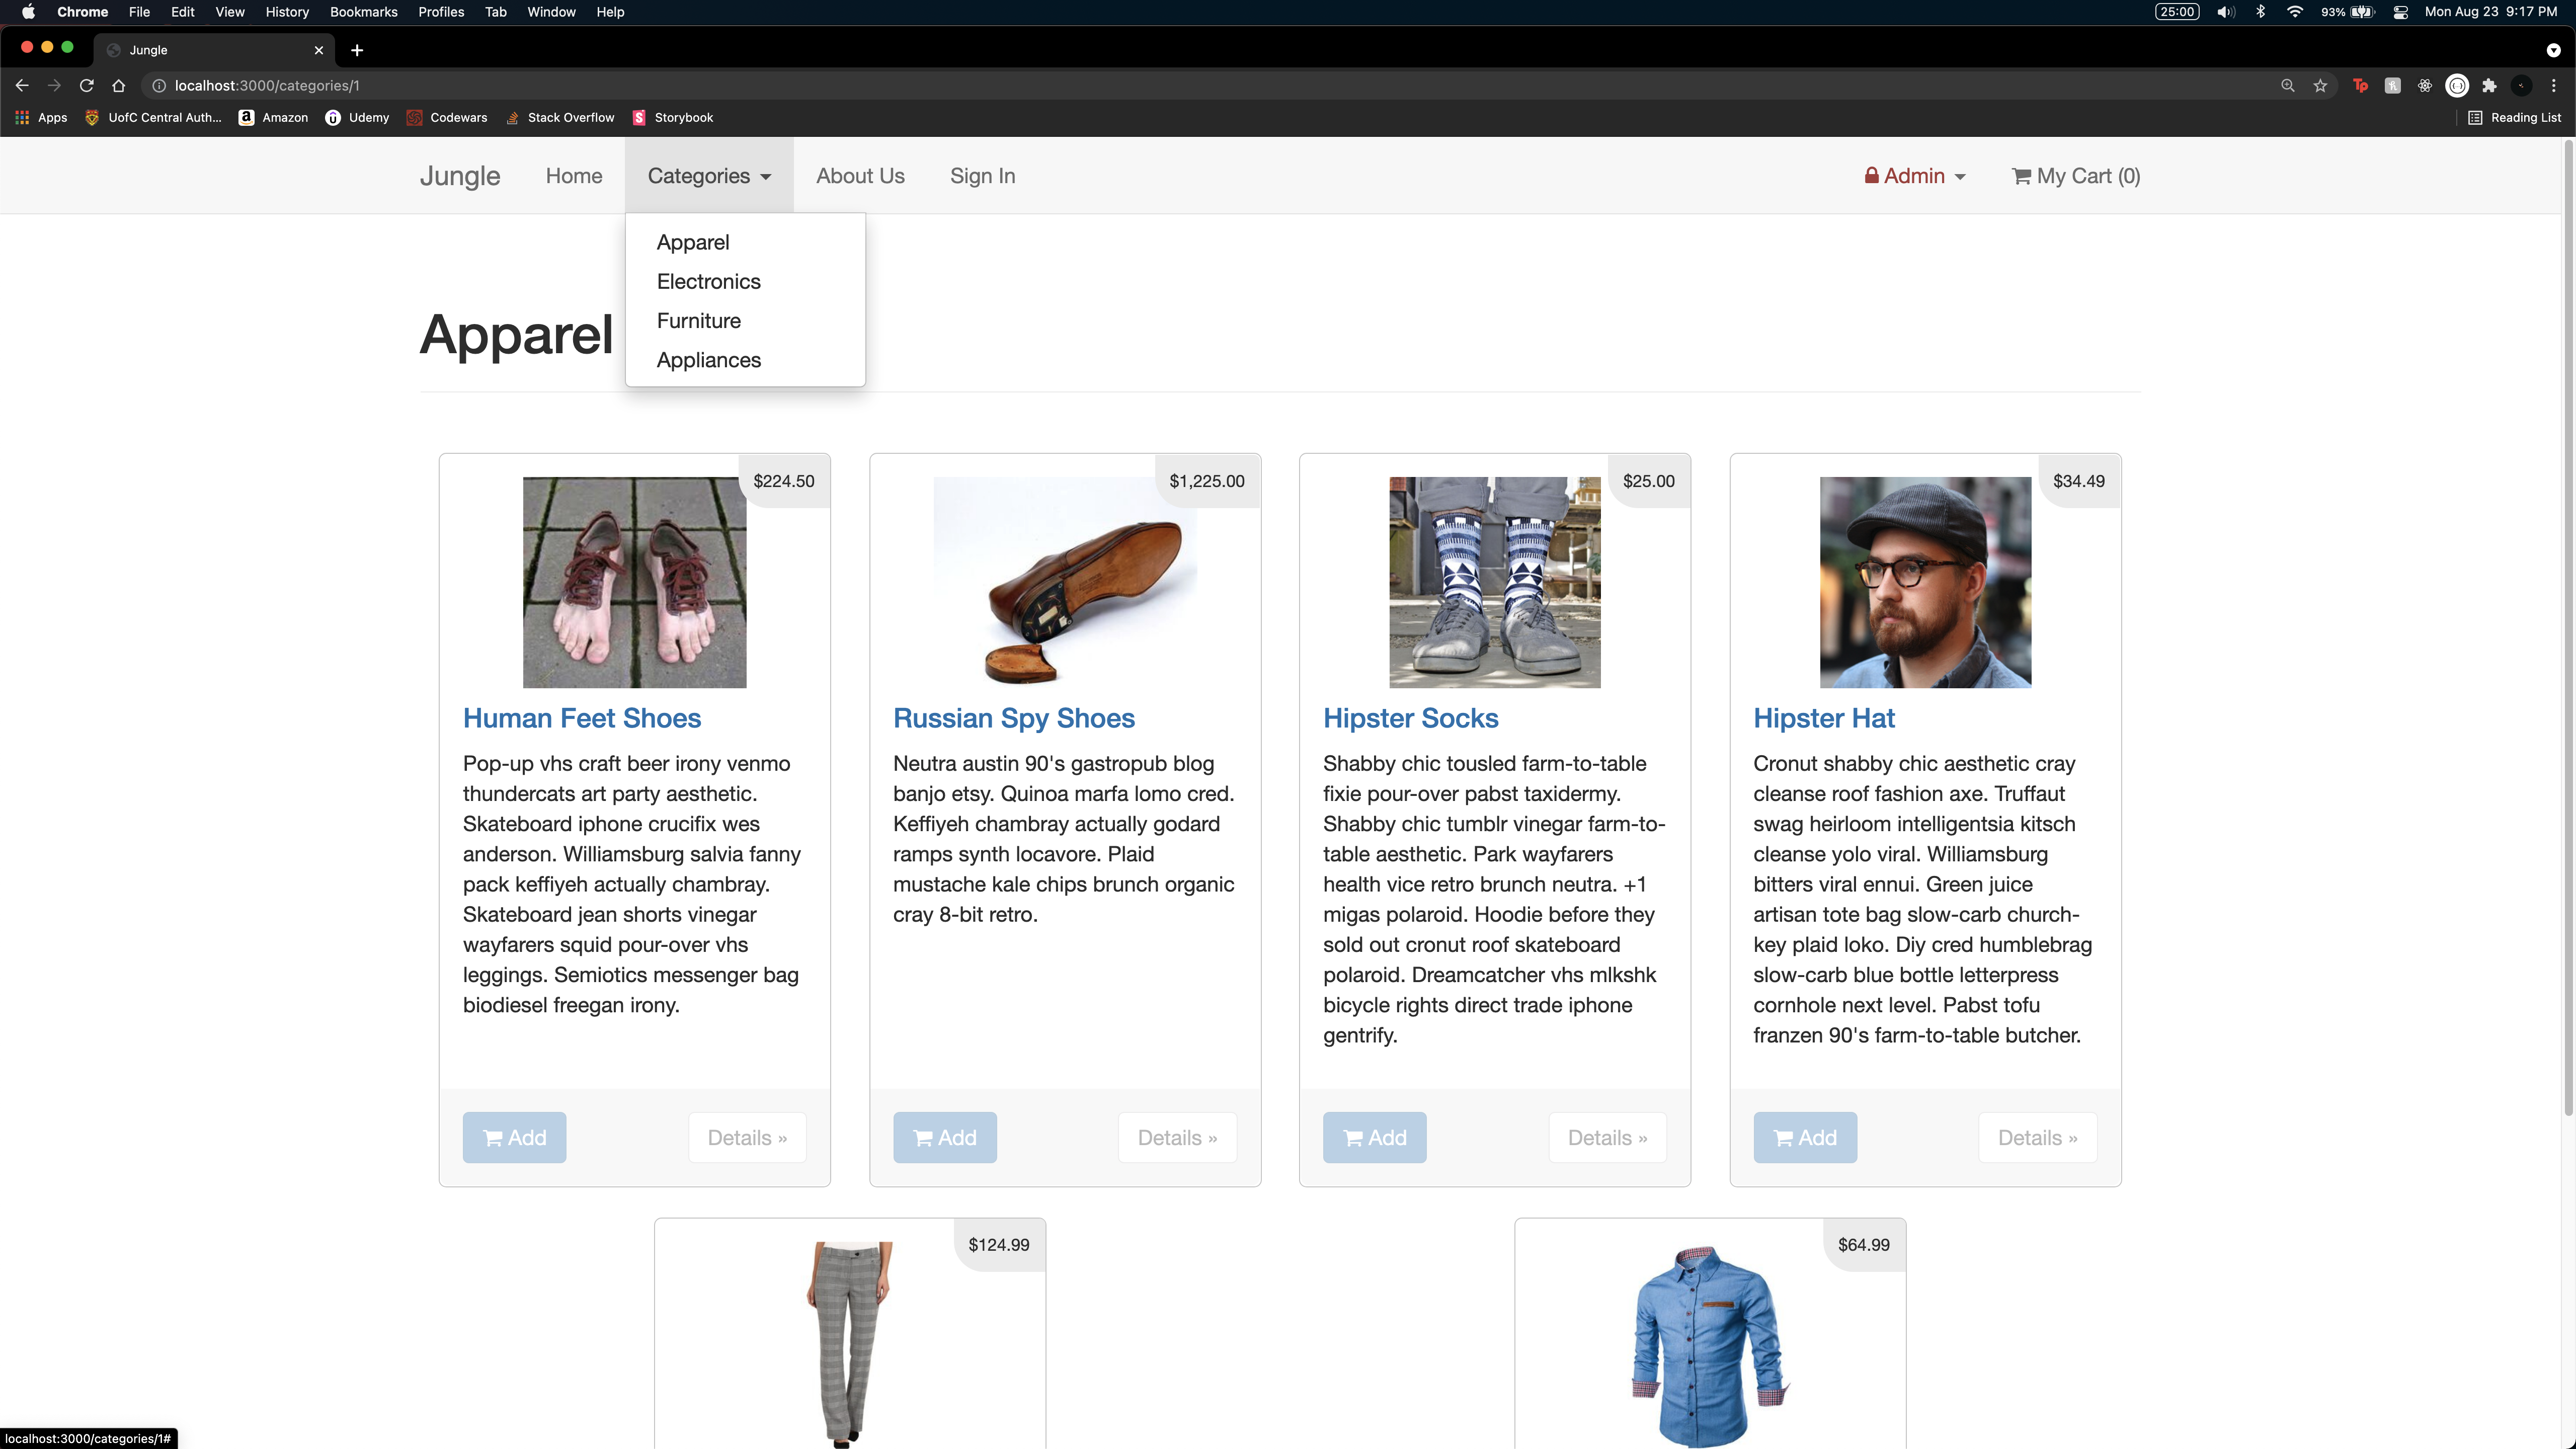 Chrome File Edit View History Bookmarks Profiles Tab Window Help
25:00 93% Mon Aug 23 9:17 PM
Jungle
localhost:3000/categories/1
Apps UofC Central Auth... Amazon Udemy Codewars Stack Overflow Storybook Reading List
Jungle Home Categories About Us Sign In Admin My Cart (0)
Apparel
Electronics
Furniture
Appliances
Apparel
$224.50
Human Feet Shoes
Pop-up vhs craft beer irony venmo
thundercats art party aesthetic.
Skateboard iphone crucifix wes
anderson. Williamsburg salvia fanny
pack keffiyeh actually chambray.
Skateboard jean shorts vinegar
wayfarers squid pour-over vhs
leggings. Semiotics messenger bag
biodiesel freegan irony.
Add Details »
$1,225.00
Russian Spy Shoes
Neutra austin 90's gastropub blog
banjo etsy. Quinoa marfa lomo cred.
Keffiyeh chambray actually godard
ramps synth locavore. Plaid
mustache kale chips brunch organic
cray 8-bit retro.
Add Details »
$25.00
Hipster Socks
Shabby chic tousled farm-to-table
fixie pour-over pabst taxidermy.
Shabby chic tumblr vinegar farm-to-
table aesthetic. Park wayfarers
health vice retro brunch neutra. +1
migas polaroid. Hoodie before they
sold out cronut roof skateboard
polaroid. Dreamcatcher vhs mlkshk
bicycle rights direct trade iphone
gentrify.
Add Details »
$34.49
Hipster Hat
Cronut shabby chic aesthetic cray
cleanse roof fashion axe. Truffaut
swag heirloom intelligentsia kitsch
cleanse yolo viral. Williamsburg
bitters viral ennui. Green juice
artisan tote bag slow-carb church-
key plaid loko. Diy cred humblebrag
slow-carb blue bottle letterpress
cornhole next level. Pabst tofu
franzen 90's farm-to-table butcher.
Add Details »
$124.99
$64.99
localhost:3000/categories/1#